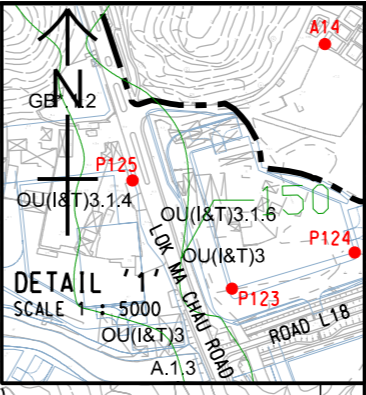 A14
N
GB* 1.2
P125
OU(I&T)3.1.4
150
OU(I&T)3.1.6
P124
OU(I&T)3
LOK MA CHAU ROAD
DETAIL '1'
P123
SCALE 1 : 5000
ROAD L18
OU(I&T)3
A.1.3